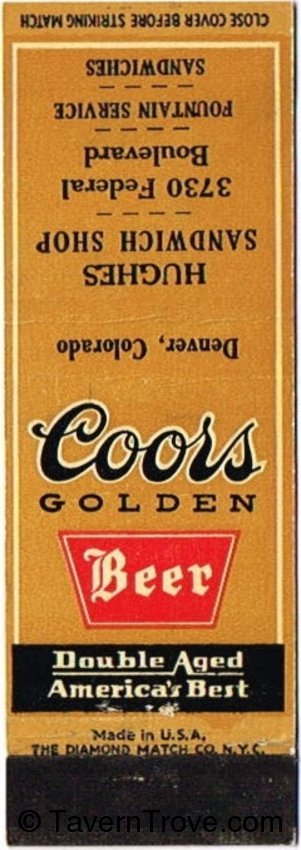 CLOSE COVER BEFORE STRIKING MATCH
Denver, Colorado
HUGHES
SANDWICH SHOP
3730 Federal
Boulevard
FOUNTAIN SERVICE
SANDWICHES
Coors
GOLDEN
Beer
Double Aged
America's Best
Made in U.S.A.
THE DIAMOND MATCH CO. N.Y.C.
© TavernTrove.com